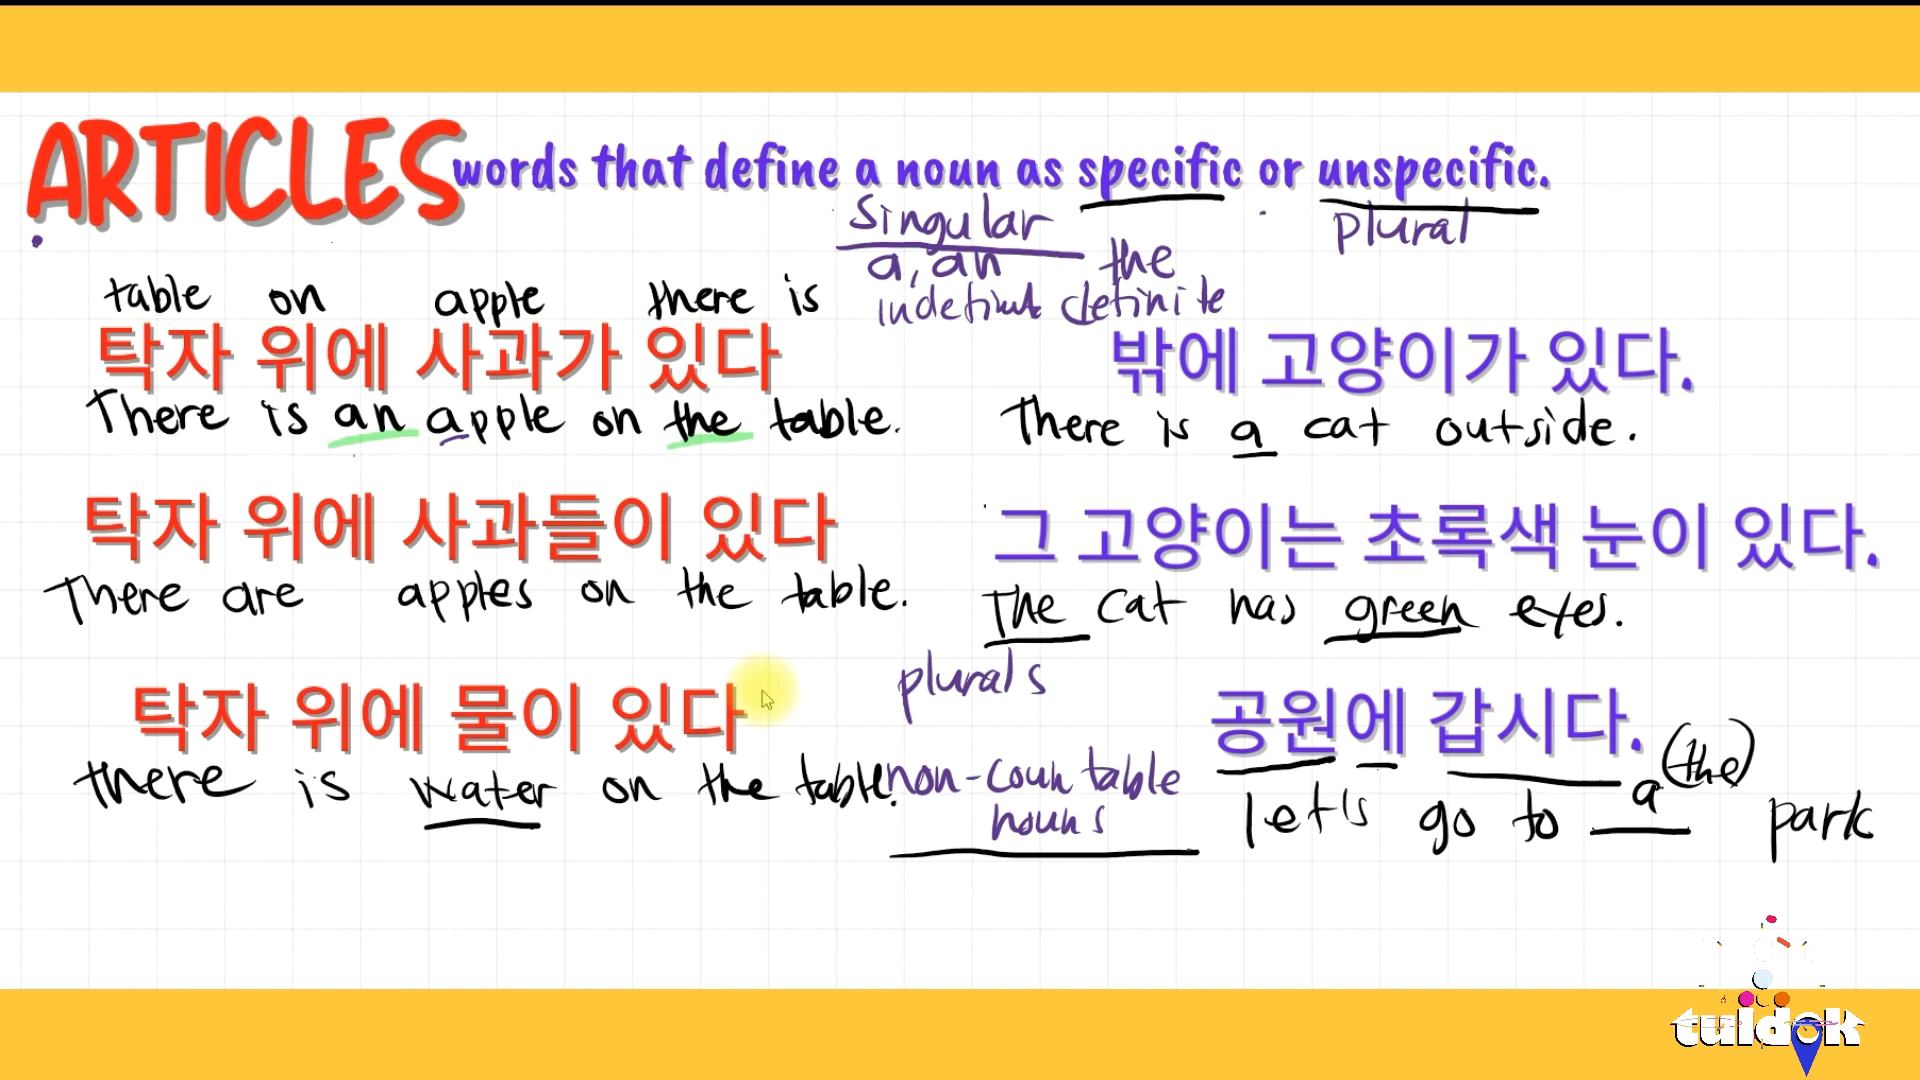 ARTICLES words that define a noun as specific or unspecific.
singular
plural
a, an
the
indefinit definite
table on apple there is
탁자 위에 사과가 있다
There is an apple on the table.
탁자 위에 사과들이 있다
There are apples on the table.
탁자 위에 물이 있다
there is water on the table.
plurals
non-countable
nouns
밖에 고양이가 있다.
There is a cat outside.
그 고양이는 초록색 눈이 있다.
The cat has green eyes.
공원에 갑시다.
let's go to a (the) park
tuldok